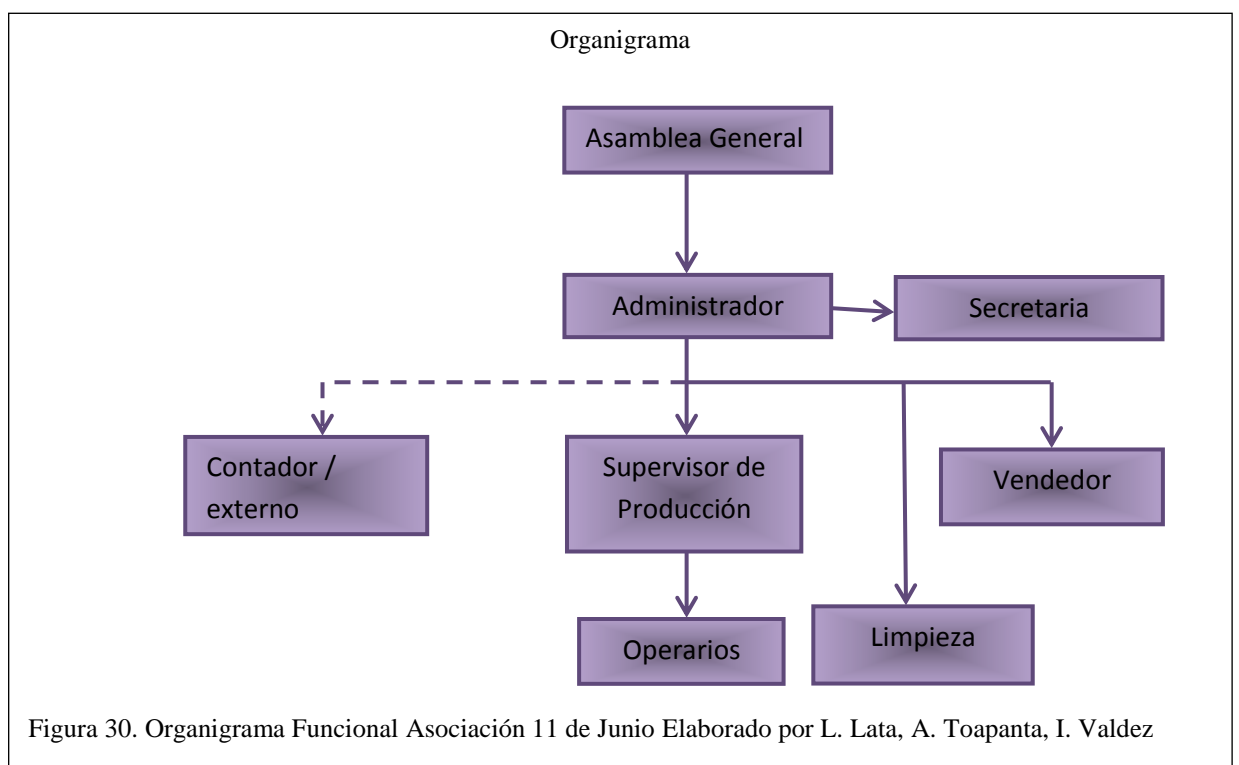 Organigrama
Asamblea General
Administrador
Secretaria
Contador /
externo
Supervisor de
Producción
Vendedor
Operarios
Limpieza
Figura 30. Organigrama Funcional Asociación 11 de Junio Elaborado por L. Lata, A. Toapanta, I. Valdez